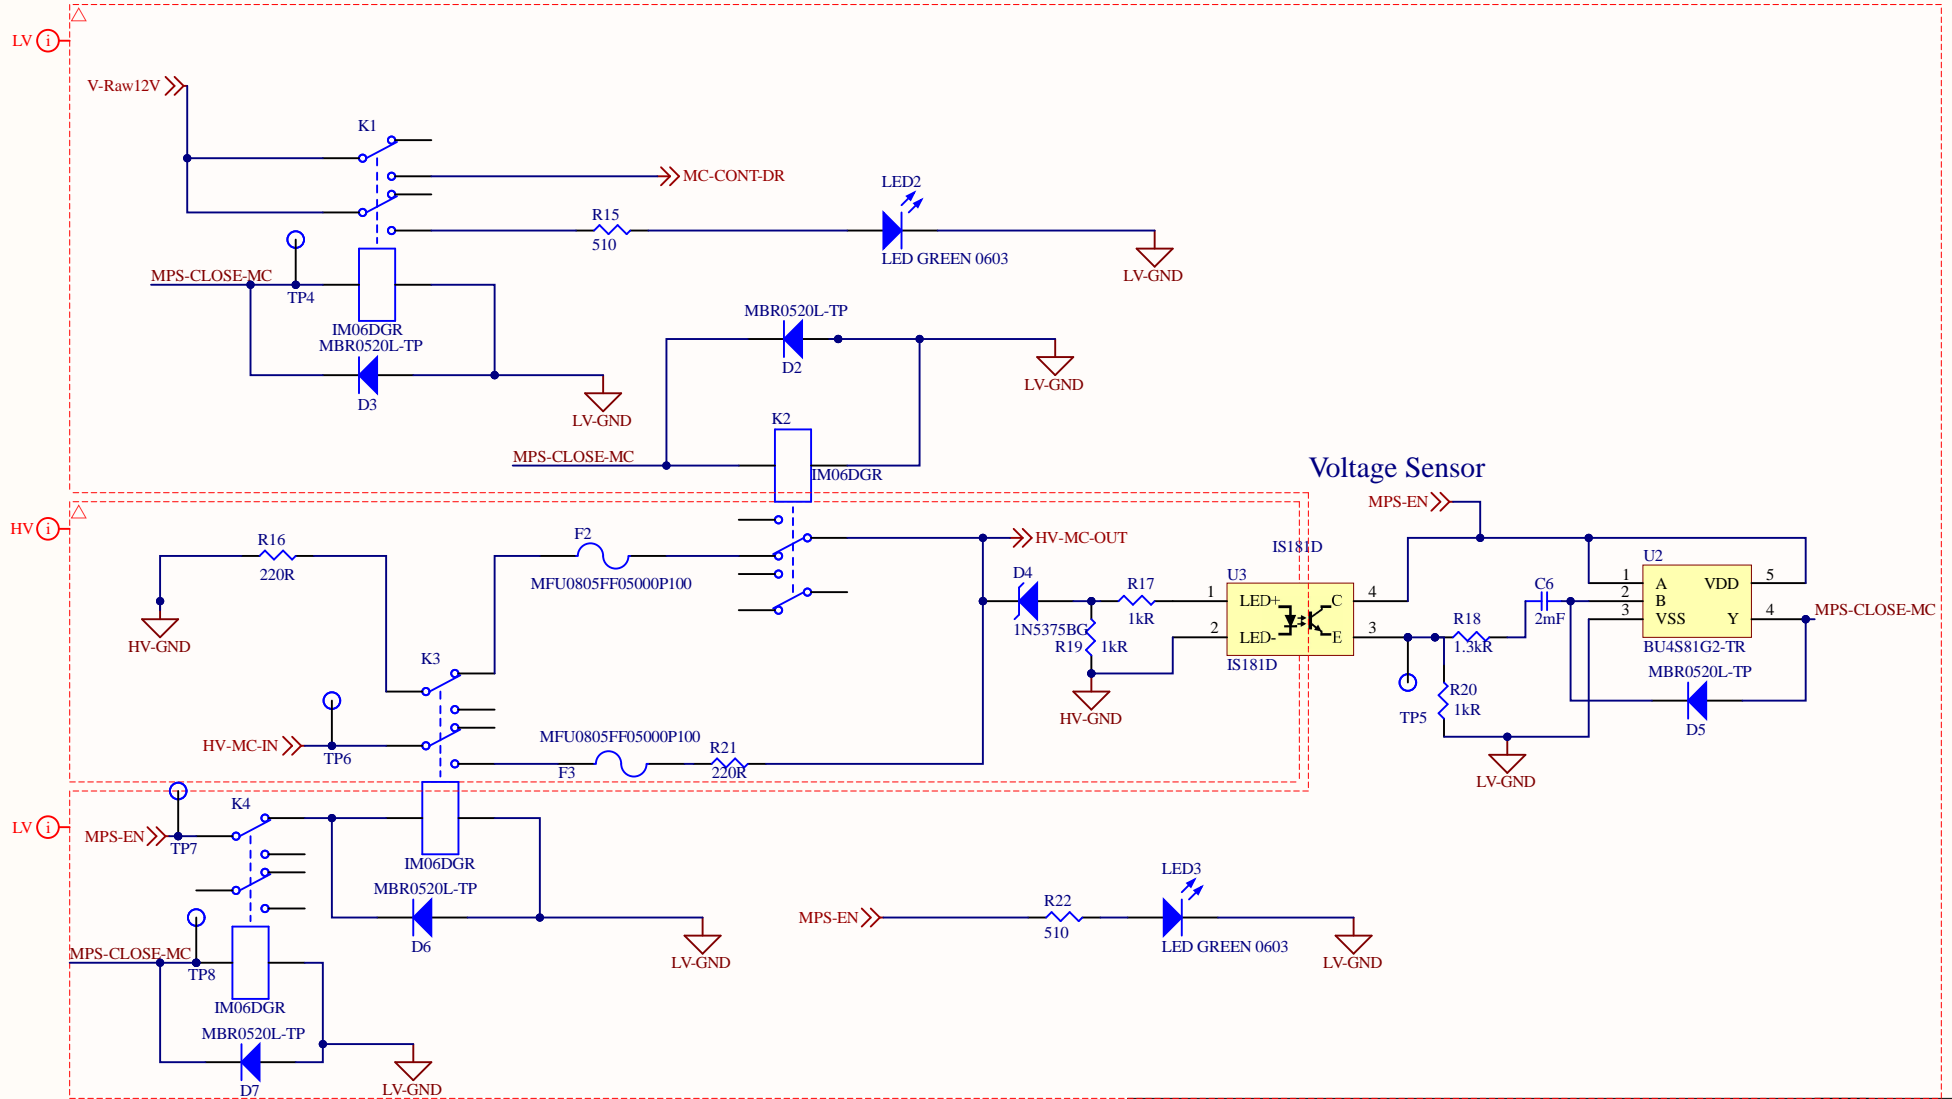 LV i
V-Raw12V
K1
MC-CONT-DR
LED2
R15
510
LED GREEN 0603
LV-GND
MPS-CLOSE-MC
TP4
IM06DGR
MBR0520L-TP
D3
LV-GND
MBR0520L-TP
D2
LV-GND
K2
MPS-CLOSE-MC
IM06DGR
Voltage Sensor
MPS-EN
HV i
R16
220R
HV-GND
F2
MFU0805FF05000P100
HV-MC-OUT
IS181D
D4
1N5375BG
R17
1kR
R19 1kR
HV-GND
U3
1 LED+ C 4
2 LED- E 3
IS181D
TP5
R18
1.3kR
R20
1kR
LV-GND
C6
2mF
U2
1 A VDD 5
2 B
3 VSS Y 4
BU4S81G2-TR
MPS-CLOSE-MC
MBR0520L-TP
D5
K3
HV-MC-IN
TP6
MFU0805FF05000P100
F3
R21
220R
LV i
K4
MPS-EN
TP7
IM06DGR
MBR0520L-TP
D6
LV-GND
MPS-CLOSE-MC
TP8
IM06DGR
MBR0520L-TP
D7
LV-GND
MPS-EN
R22
510
LED3
LED GREEN 0603
LV-GND